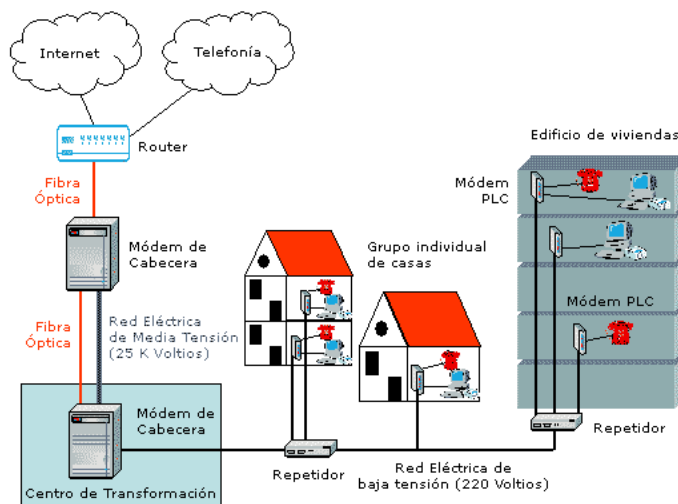 Internet
Telefonía
Router
Fibra
Óptica
Módem de
Cabecera
Fibra
Óptica
Red Eléctrica
de Media Tensión
(25 K Voltios)
Módem de
Cabecera
Centro de Transformación
Grupo individual
de casas
Repetidor
Red Eléctrica de
baja tensión (220 Voltios)
Edificio de viviendas
Módem
PLC
Módem PLC
Repetidor